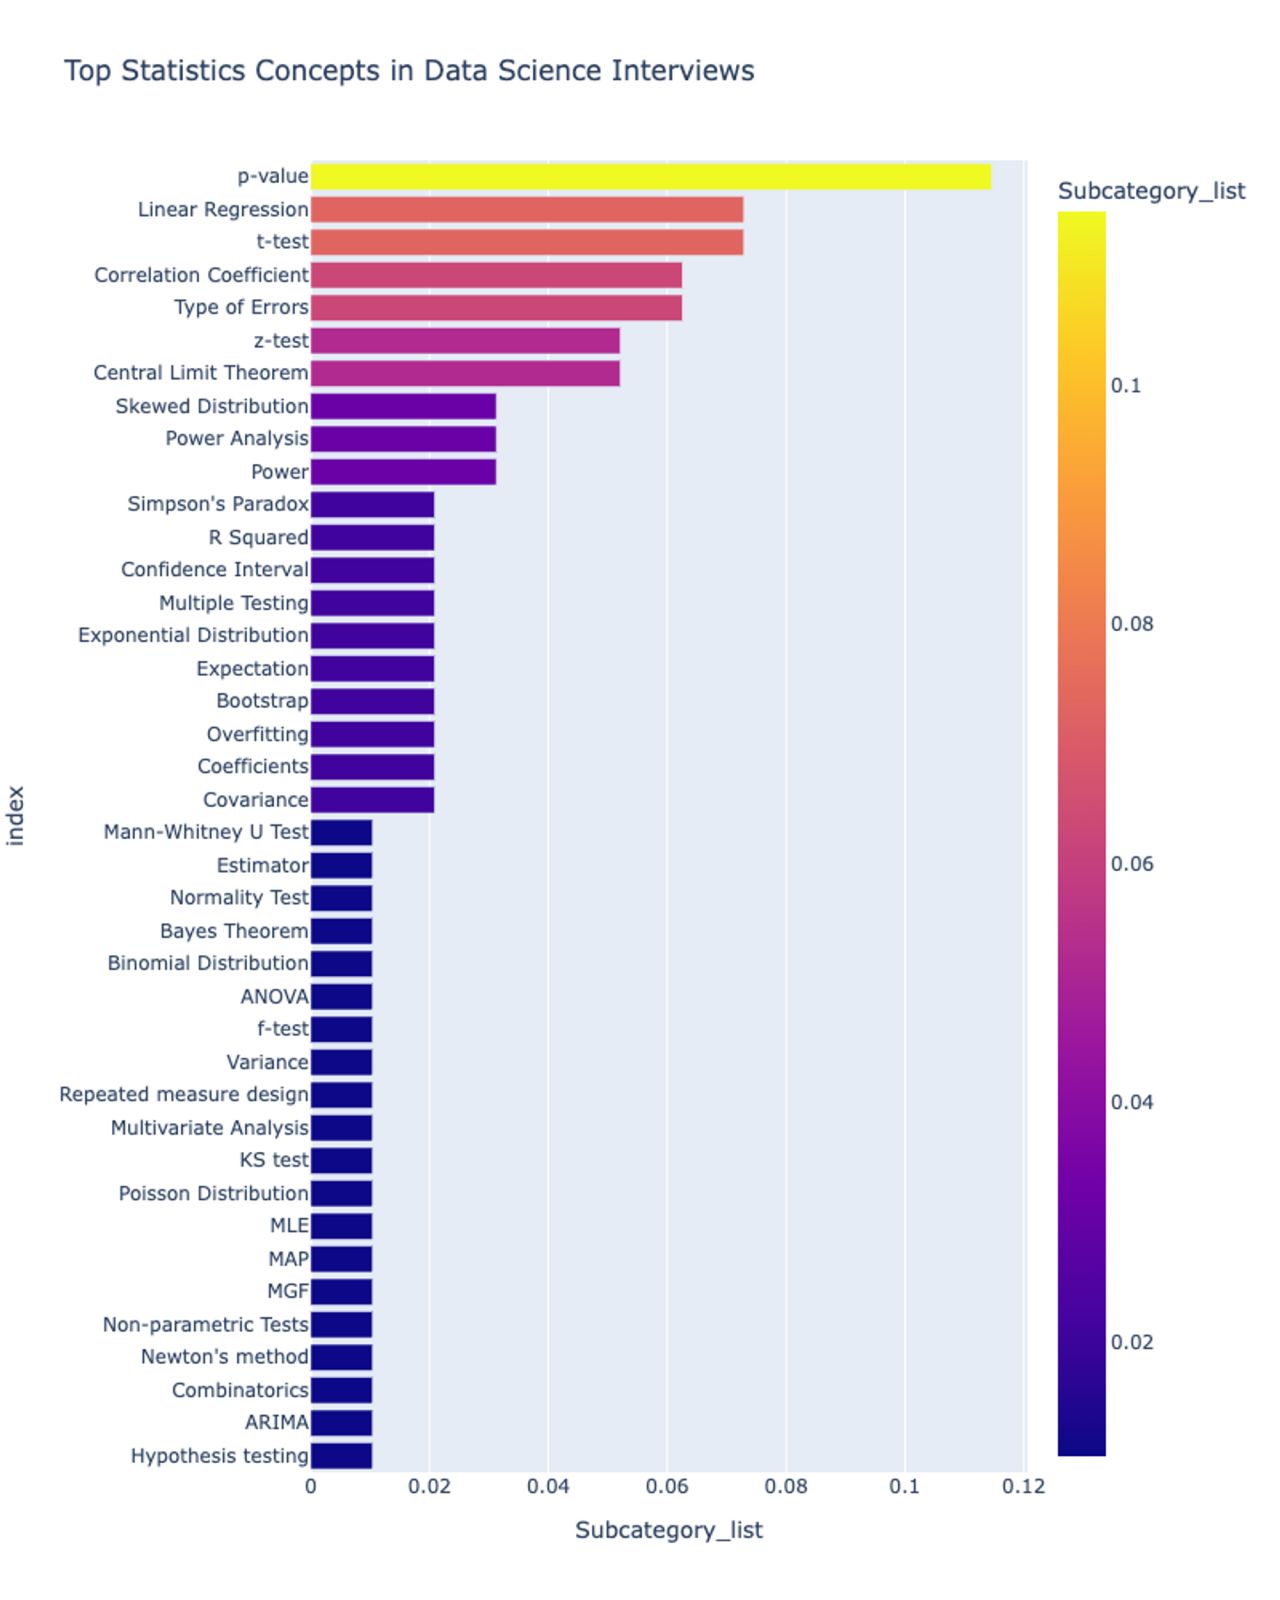 Top Statistics Concepts in Data Science Interviews
p-value
Linear Regression
t-test
Correlation Coefficient
Type of Errors
z-test
Central Limit Theorem
Skewed Distribution
Power Analysis
Power
Simpson's Paradox
R Squared
Confidence Interval
Multiple Testing
Exponential Distribution
Expectation
Bootstrap
Overfitting
Coefficients
Covariance
Mann-Whitney U Test
Estimator
Normality Test
Bayes Theorem
Binomial Distribution
ANOVA
f-test
Variance
Repeated measure design
Multivariate Analysis
KS test
Poisson Distribution
MLE
MAP
MGF
Non-parametric Tests
Newton's method
Combinatorics
ARIMA
Hypothesis testing
index
0 0.02 0.04 0.06 0.08 0.1 0.12
Subcategory_list
Subcategory_list
0.1
0.08
0.06
0.04
0.02